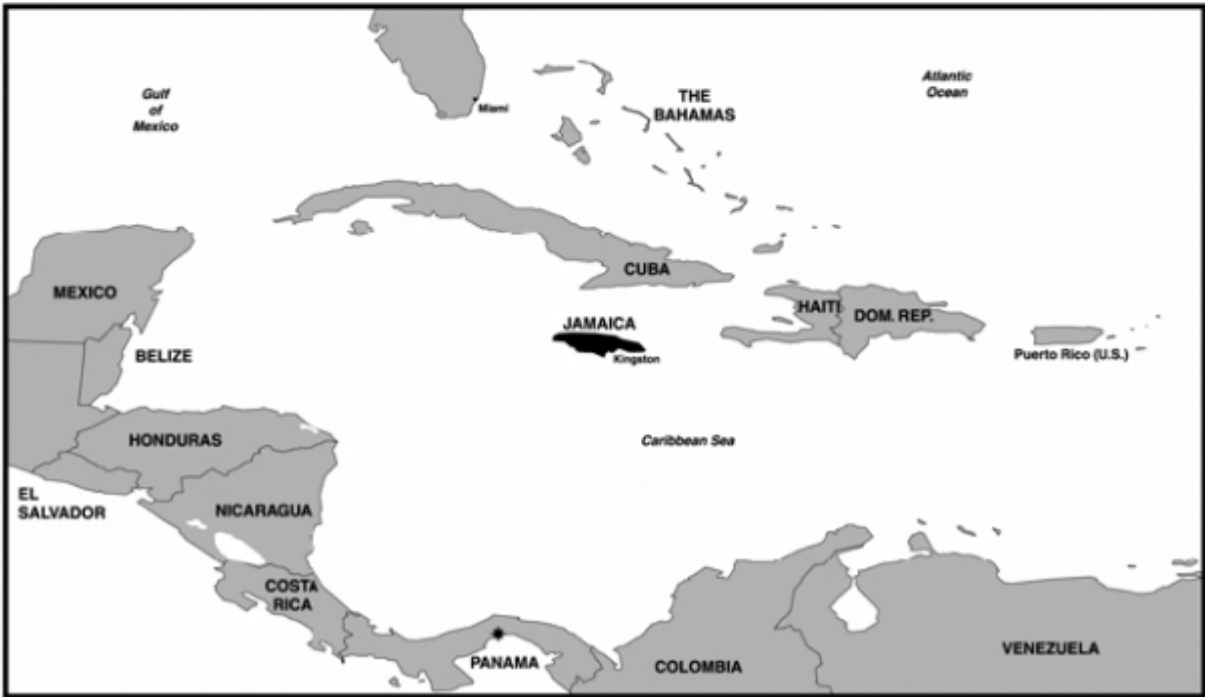 Gulf
of
Mexico
Miami
THE
BAHAMAS
Atlantic
Ocean
CUBA
MEXICO
HAITI
DOM. REP.
JAMAICA
Kingston
BELIZE
Puerto Rico (U.S.)
HONDURAS
Caribbean Sea
EL
SALVADOR
NICARAGUA
COSTA
RICA
PANAMA
COLOMBIA
VENEZUELA